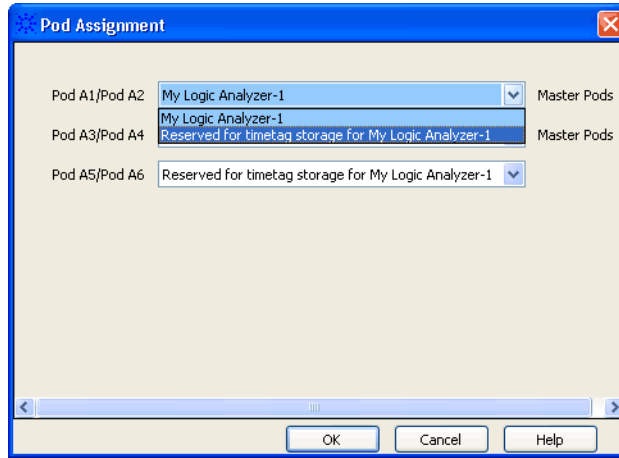 Pod Assignment
Pod A1/Pod A2 My Logic Analyzer-1 Master Pods
My Logic Analyzer-1
Pod A3/Pod A4 Reserved for timetag storage for My Logic Analyzer-1 Master Pods
Pod A5/Pod A6 Reserved for timetag storage for My Logic Analyzer-1
OK Cancel Help